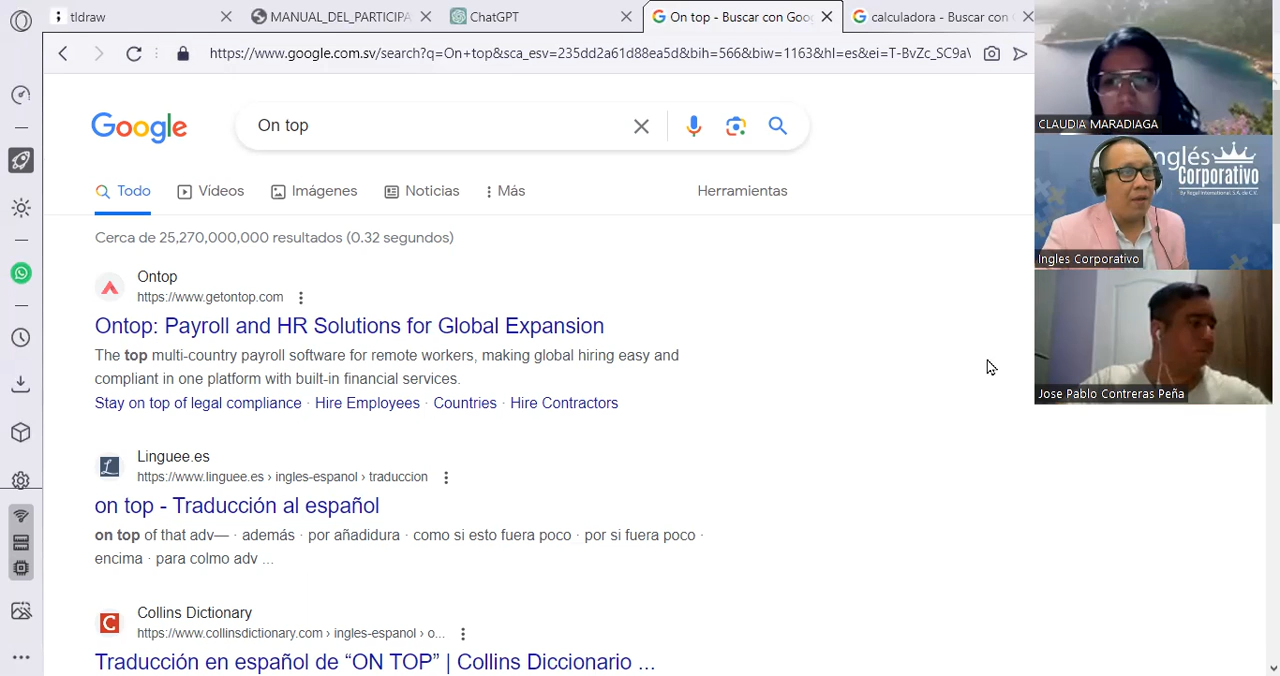 tldraw
MANUAL_DEL_PARTICIPA
ChatGPT
On top - Buscar con Goo
calculadora - Buscar con
https://www.google.com.sv/search?q=On+top&sca_esv=235dd2a61d88ea5d&bih=566&biw=1163&hl=es&ei=T-BvZc_SC9a
Google
On top
Todo
Vídeos
Imágenes
Noticias
Más
Herramientas
Cerca de 25,270,000,000 resultados (0.32 segundos)
Ontop
https://www.getontop.com
Ontop: Payroll and HR Solutions for Global Expansion
The top multi-country payroll software for remote workers, making global hiring easy and
compliant in one platform with built-in financial services.
Stay on top of legal compliance · Hire Employees · Countries · Hire Contractors
Linguee.es
https://www.linguee.es › ingles-espanol › traduccion
on top - Traducción al español
on top of that adv— · además · por añadidura · como si esto fuera poco · por si fuera poco ·
encima · para colmo adv ...
Collins Dictionary
https://www.collinsdictionary.com › ingles-espanol › o...
Traducción en español de “ON TOP” | Collins Diccionario ...
CLAUDIA MARADIAGA
nglés
Corporativo
By Regal International, S.A. de C.V.
Ingles Corporativo
Jose Pablo Contreras Peña